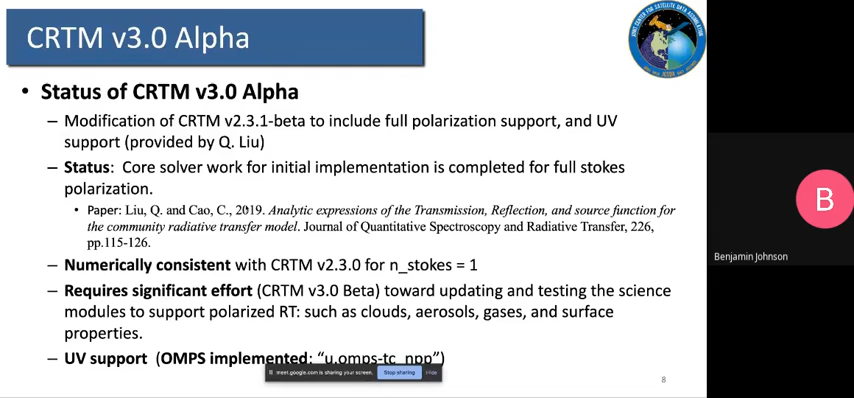 CRTM v3.0 Alpha
• Status of CRTM v3.0 Alpha
– Modification of CRTM v2.3.1-beta to include full polarization support, and UV
support (provided by Q. Liu)
– Status: Core solver work for initial implementation is completed for full stokes
polarization.
• Paper: Liu, Q. and Cao, C., 2019. Analytic expressions of the Transmission, Reflection, and source function for
the community radiative transfer model. Journal of Quantitative Spectroscopy and Radiative Transfer, 226,
pp.115-126.
– Numerically consistent with CRTM v2.3.0 for n_stokes = 1
– Requires significant effort (CRTM v3.0 Beta) toward updating and testing the science
modules to support polarized RT: such as clouds, aerosols, gases, and surface
properties.
– UV support (OMPS implemented: “u.omps-tc_npp”)
meet.google.com is sharing your screen. Stop sharing Hide
8
B
Benjamin Johnson